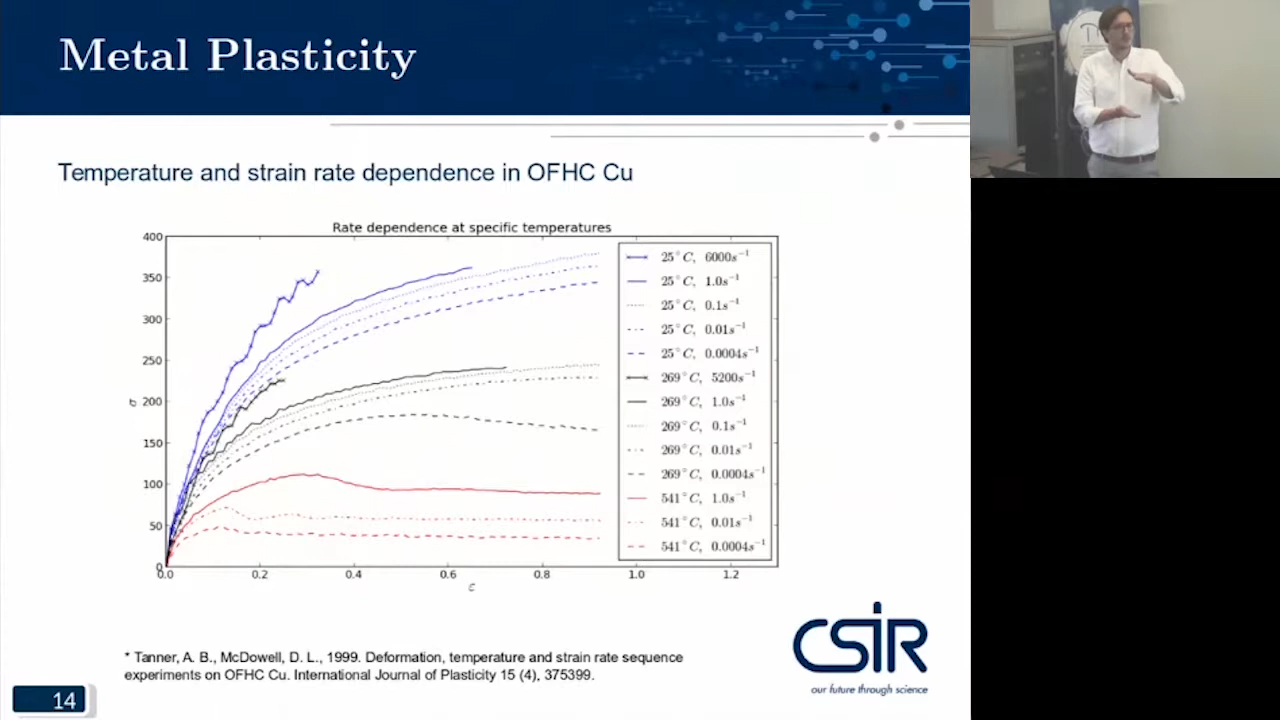 Metal Plasticity
Temperature and strain rate dependence in OFHC Cu
Rate dependence at specific temperatures
400
350
300
250
200
150
100
50
0
σ
0.0 0.2 0.4 0.6 0.8 1.0 1.2
ε
25°C, 6000s⁻¹
25°C, 1.0s⁻¹
25°C, 0.1s⁻¹
25°C, 0.01s⁻¹
25°C, 0.0004s⁻¹
269°C, 5200s⁻¹
269°C, 1.0s⁻¹
269°C, 0.1s⁻¹
269°C, 0.01s⁻¹
269°C, 0.0004s⁻¹
541°C, 1.0s⁻¹
541°C, 0.01s⁻¹
541°C, 0.0004s⁻¹
* Tanner, A. B., McDowell, D. L., 1999. Deformation, temperature and strain rate sequence
experiments on OFHC Cu. International Journal of Plasticity 15 (4), 375399.
CSIR
our future through science
14